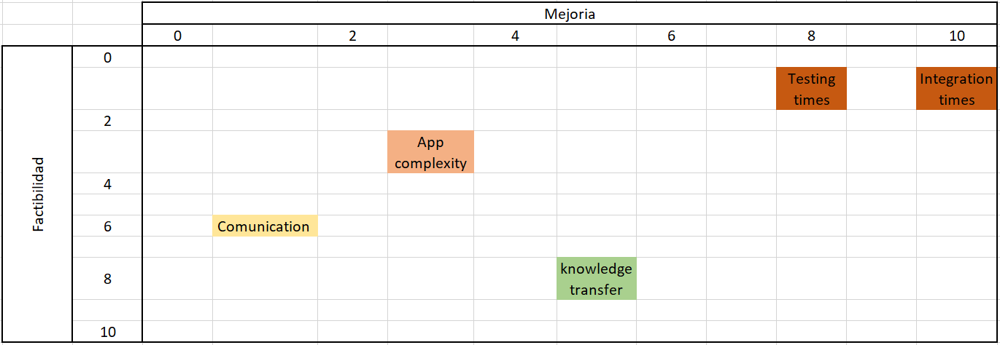 Mejoria
0 2 4 6 8 10
Factibilidad
0
Testing Integration
times times
2
App
complexity
4
6 Comunication
knowledge
8
transfer
10